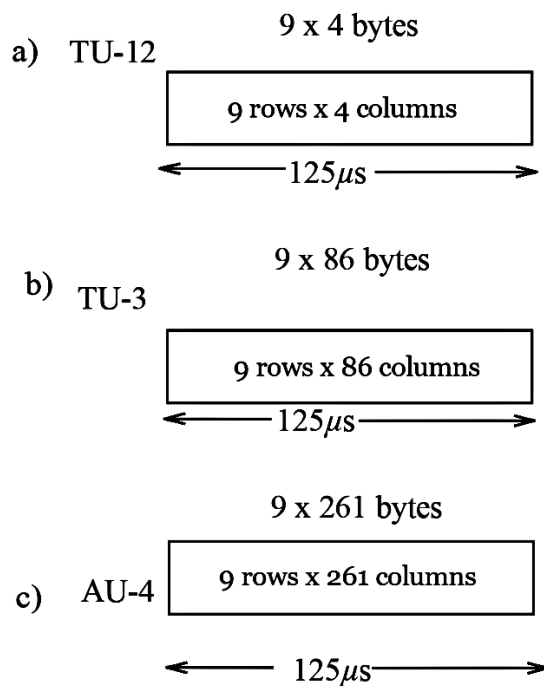 9 x 4 bytes
a) TU-12
9 rows x 4 columns
125μs
9 x 86 bytes
b) TU-3
9 rows x 86 columns
125μs
9 x 261 bytes
9 rows x 261 columns
c) AU-4
125μs